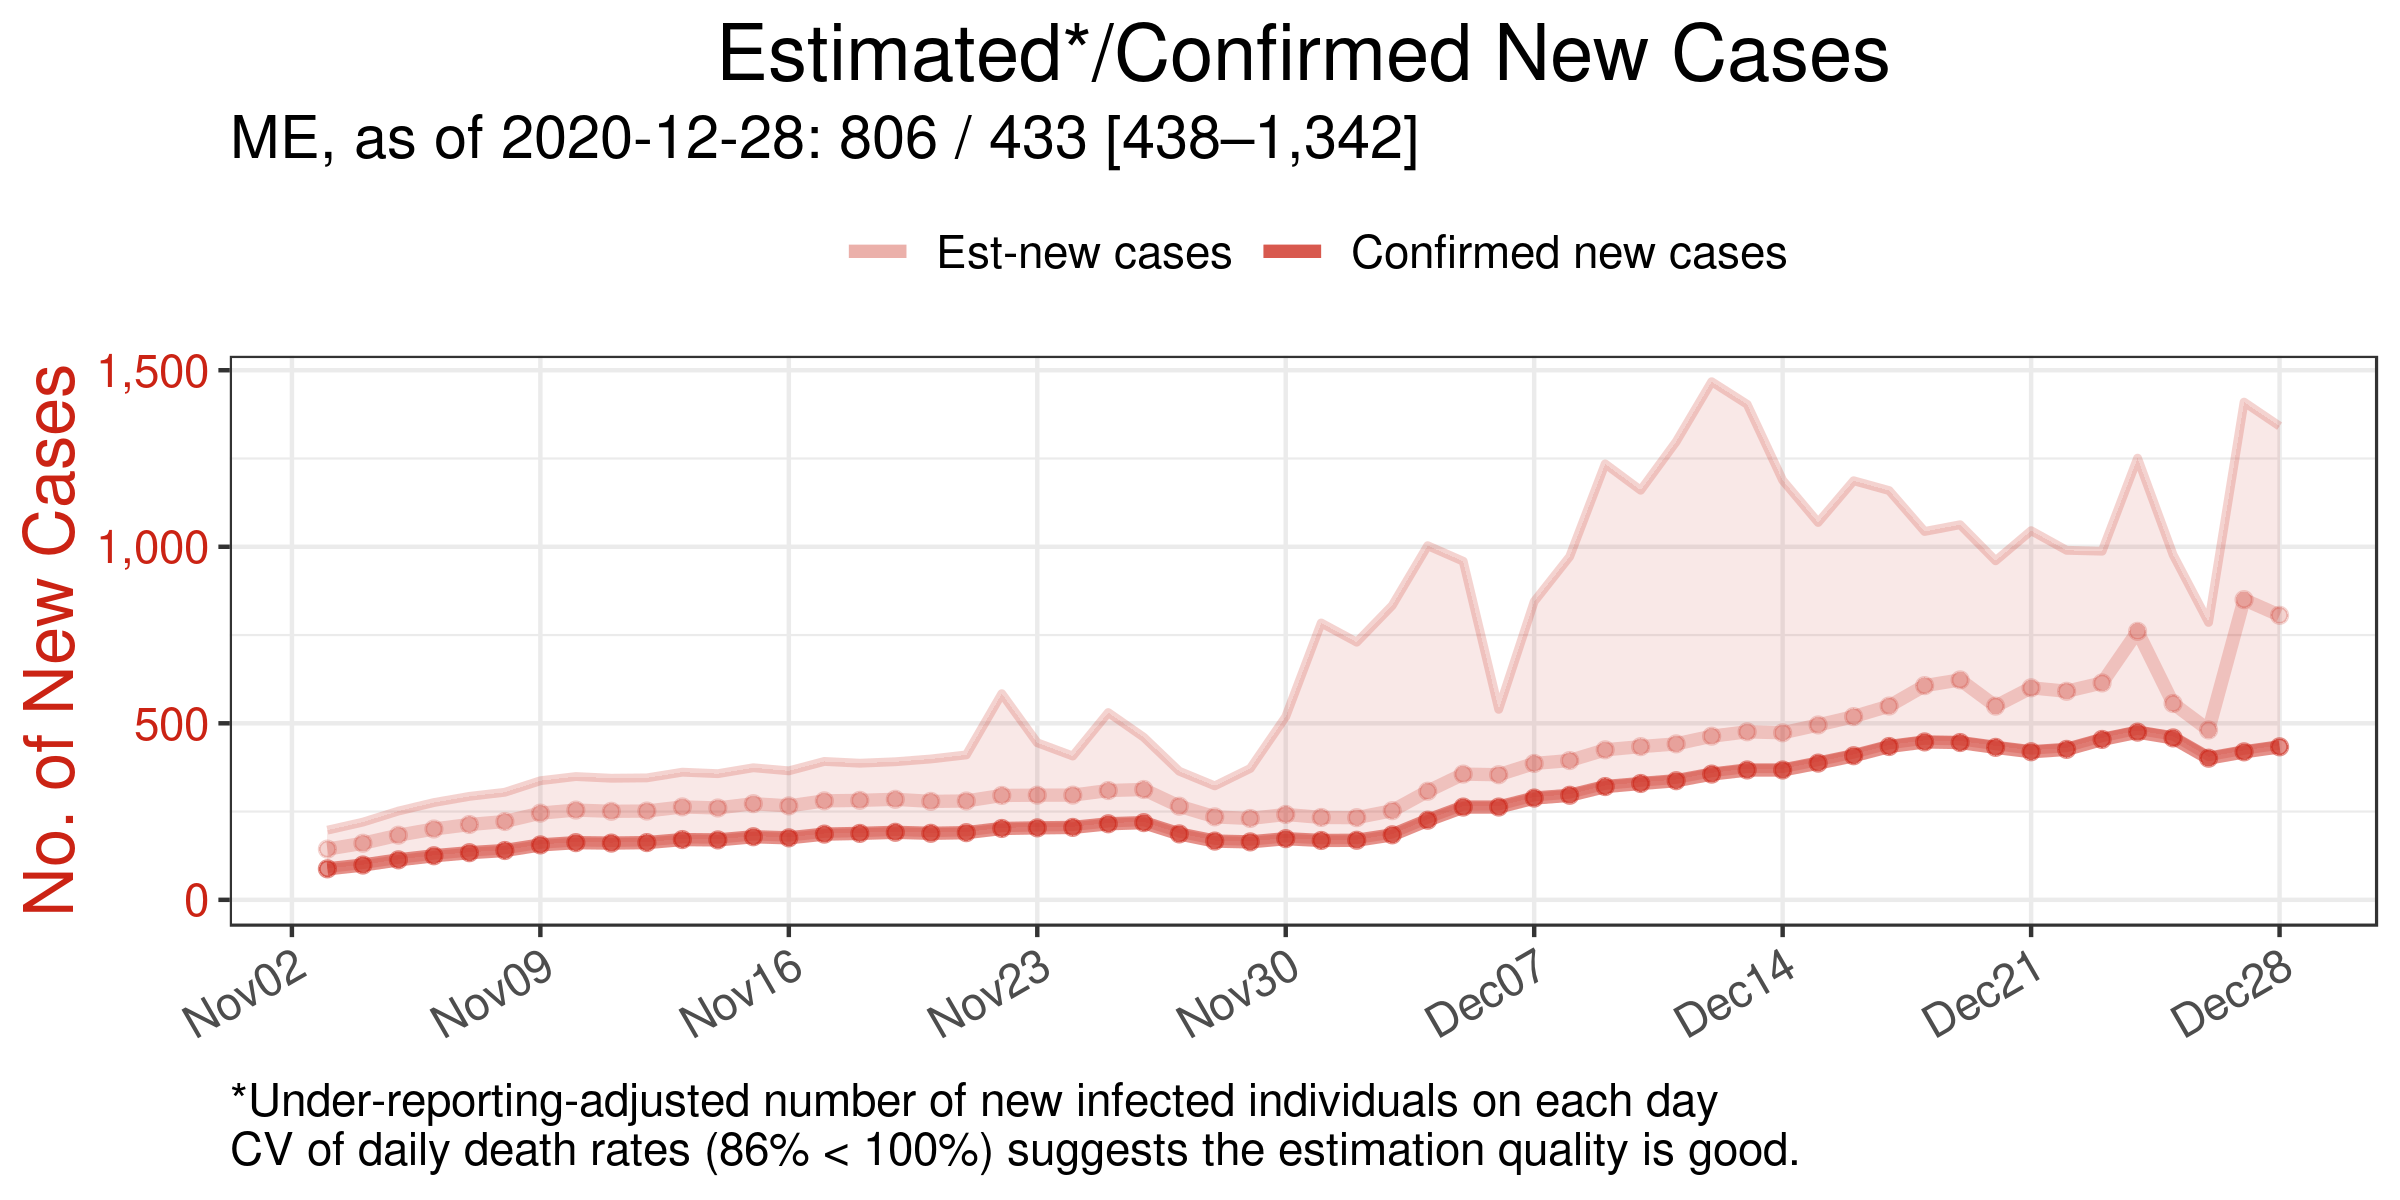 Estimated*/Confirmed New Cases
ME, as of 2020-12-28: 806 / 433 [438–1,342]
Est-new cases
Confirmed new cases
No. of New Cases
1,500
1,000
500
0
Nov02
Nov09
Nov16
Nov23
Nov30
Dec07
Dec14
Dec21
Dec28
*Under-reporting-adjusted number of new infected individuals on each day
CV of daily death rates (86% < 100%) suggests the estimation quality is good.